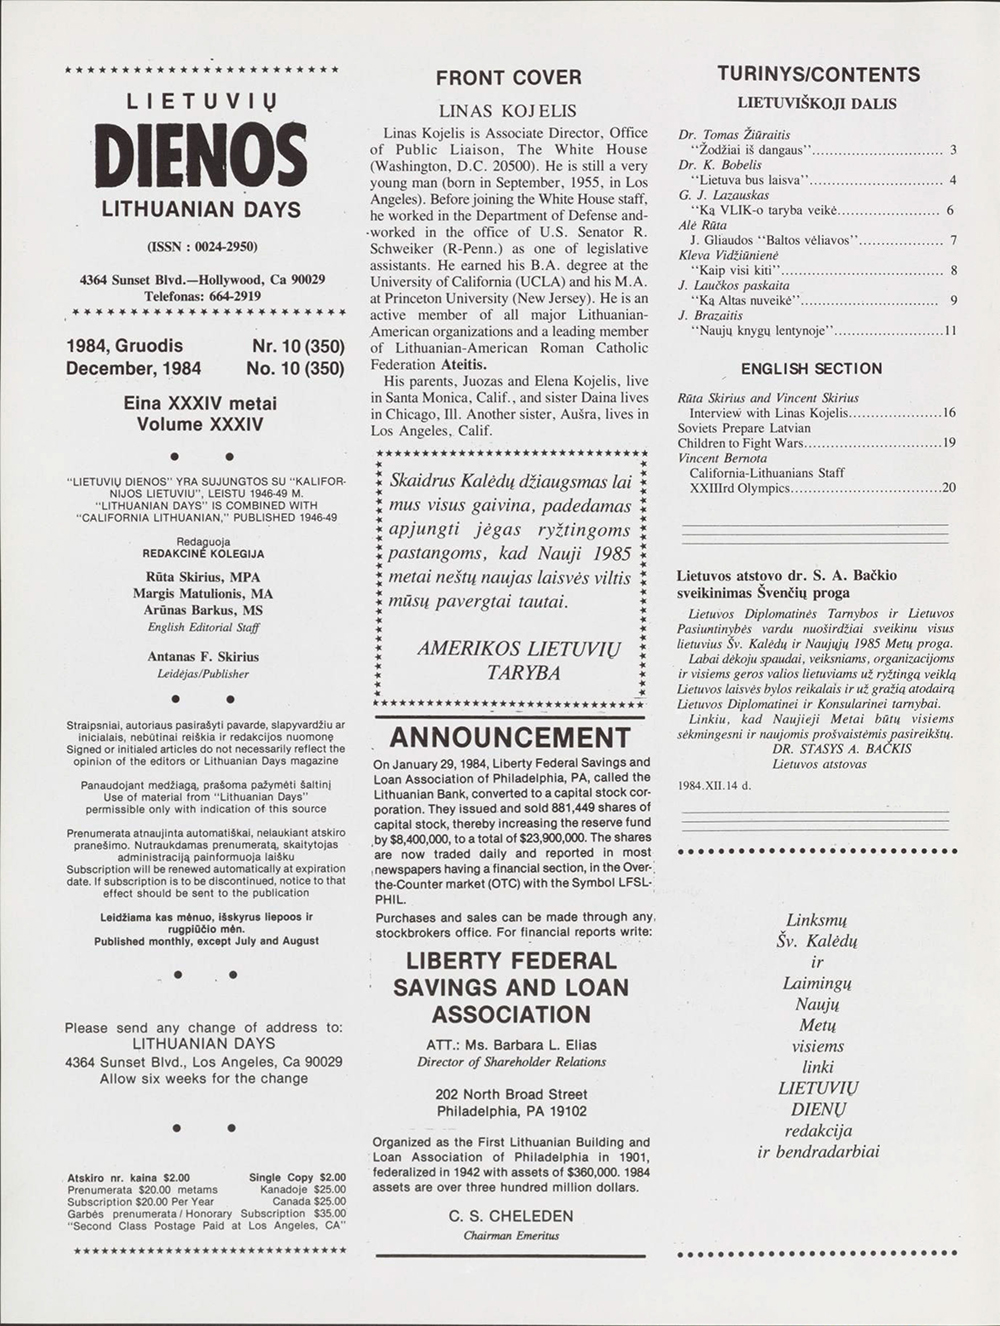 LIETUVIŲ
DIENOS
LITHUANIAN DAYS
(ISSN : 0024-2950)
4364 Sunset Blvd.—Hollywood, Ca 90029
Telefonas: 664-2919
1984, Gruodis Nr. 10 (350)
December, 1984 No. 10 (350)
Eina XXXIV metai
Volume XXXIV
"LIETUVIŲ DIENOS" YRA SUJUNGTOS SU "KALIFOR-
NIJOS LIETUVIU", LEISTU 1946-49 M.
"LITHUANIAN DAYS" IS COMBINED WITH
"CALIFORNIA LITHUANIAN," PUBLISHED 1946-49
Redaguoja
REDAKCINĖ KOLEGIJA
Rūta Skirius, MPA
Margis Matulionis, MA
Arūnas Barkus, MS
English Editorial Staff
Antanas F. Skirius
Leidėjas/Publisher
Straipsniai, autoriaus pasirašyti pavarde, slapyvardžiu ar
inicialais, nebūtinai reiškia ir redakcijos nuomonę
Signed or initialed articles do not necessarily reflect the
opinion of the editors or Lithuanian Days magazine
Panaudojant medžiagą, prašoma pažymėti šaltinį
Use of material from "Lithuanian Days"
permissible only with indication of this source
Prenumerata atnaujinta automatiškai, nelaukiant atskiro
pranešimo. Nutraukdamas prenumeratą, skaitytojas
administraciją painformuoja laišku
Subscription will be renewed automatically at expiration
date. If subscription is to be discontinued, notice to that
effect should be sent to the publication
Leidžiama kas mėnuo, išskyrus liepoos ir
rugpiūčio mėn.
Published monthly, except July and August
Please send any change of address to:
LITHUANIAN DAYS
4364 Sunset Blvd., Los Angeles, Ca 90029
Allow six weeks for the change
Atskiro nr. kaina $2.00 Single Copy $2.00
Prenumerata $20.00 metams Kanadoje $25.00
Subscription $20.00 Per Year Canada $25.00
Garbės prenumerata / Honorary Subscription $35.00
"Second Class Postage Paid at Los Angeles, CA"
FRONT COVER
LINAS KOJELIS
Linas Kojelis is Associate Director, Office
of Public Liaison, The White House
(Washington, D.C. 20500). He is still a very
young man (born in September, 1955, in Los
Angeles). Before joining the White House staff,
he worked in the Department of Defense and-
worked in the office of U.S. Senator R.
Schweiker (R-Penn.) as one of legislative
assistants. He earned his B.A. degree at the
University of California (UCLA) and his M.A.
at Princeton University (New Jersey). He is an
active member of all major Lithuanian-
American organizations and a leading member
of Lithuanian-American Roman Catholic
Federation Ateitis.
His parents, Juozas and Elena Kojelis, live
in Santa Monica, Calif., and sister Daina lives
in Chicago, Ill. Another sister, Aušra, lives in
Los Angeles, Calif.
Skaidrus Kalėdų džiaugsmas lai
mus visus gaivina, padedamas
apjungti jėgas ryžtingoms
pastangoms, kad Nauji 1985
metai neštų naujas laisvės viltis
mūsų pavergtai tautai.
AMERIKOS LIETUVIŲ
TARYBA
ANNOUNCEMENT
On January 29, 1984, Liberty Federal Savings and
Loan Association of Philadelphia, PA, called the
Lithuanian Bank, converted to a capital stock cor-
poration. They issued and sold 881,449 shares of
capital stock, thereby increasing the reserve fund
by $8,400,000, to a total of $23,900,000. The shares
are now traded daily and reported in most
newspapers having a financial section, in the Over-
the-Counter market (OTC) with the Symbol LFSL-
PHIL.
Purchases and sales can be made through any
stockbrokers office. For financial reports write:
LIBERTY FEDERAL
SAVINGS AND LOAN
ASSOCIATION
ATT.: Ms. Barbara L. Elias
Director of Shareholder Relations
202 North Broad Street
Philadelphia, PA 19102
Organized as the First Lithuanian Building and
Loan Association of Philadelphia in 1901,
federalized in 1942 with assets of $360,000. 1984
assets are over three hundred million dollars.
C. S. CHELEDEN
Chairman Emeritus
TURINYS/CONTENTS
LIETUVIŠKOJI DALIS
Dr. Tomas Žiūraitis
"Žodžiai iš dangaus"............................ 3
Dr. K. Bobelis
"Lietuva bus laisva"............................ 4
G. J. Lazauskas
"Ką VLIK-o taryba veikė...................... 6
Alė Rūta
J. Gliaudos "Baltos vėliavos".................. 7
Kleva Vidžiūnienė
"Kaip visi kiti".................................. 8
J. Laučkos paskaita
"Ką Altas nuveikė".............................. 9
J. Brazaitis
"Naujų knygų lentynoje"........................11
ENGLISH SECTION
Rūta Skirius and Vincent Skirius
Interview with Linas Kojelis....................16
Soviets Prepare Latvian
Children to Fight Wars..............................19
Vincent Bernota
California-Lithuanians Staff
XXIIIrd Olympics.................................20
Lietuvos atstovo dr. S. A. Bačkio
sveikinimas Švenčių proga
Lietuvos Diplomatinės Tarnybos ir Lietuvos
Pasiuntinybės vardu nuoširdžiai sveikinu visus
lietuvius Šv. Kalėdų ir Naujųjų 1985 Metų proga.
Labai dėkoju spaudai, veiksniams, organizacijoms
ir visiems geros valios lietuviams už ryžtingą veiklą
Lietuvos laisvės bylos reikalais ir už gražią atodairą
Lietuvos Diplomatinei ir Konsularinei tarnybai.
Linkiu, kad Naujieji Metai būtų visiems
sėkmingesni ir naujomis prošvaistėmis pasireikštų.
DR. STASYS A. BAČKIS
Lietuvos atstovas
1984.XII.14 d.
Linksmų
Šv. Kalėdų
ir
Laimingų
Naujų
Metų
visiems
linki
LIETUVIŲ
DIENŲ
redakcija
ir bendradarbiai